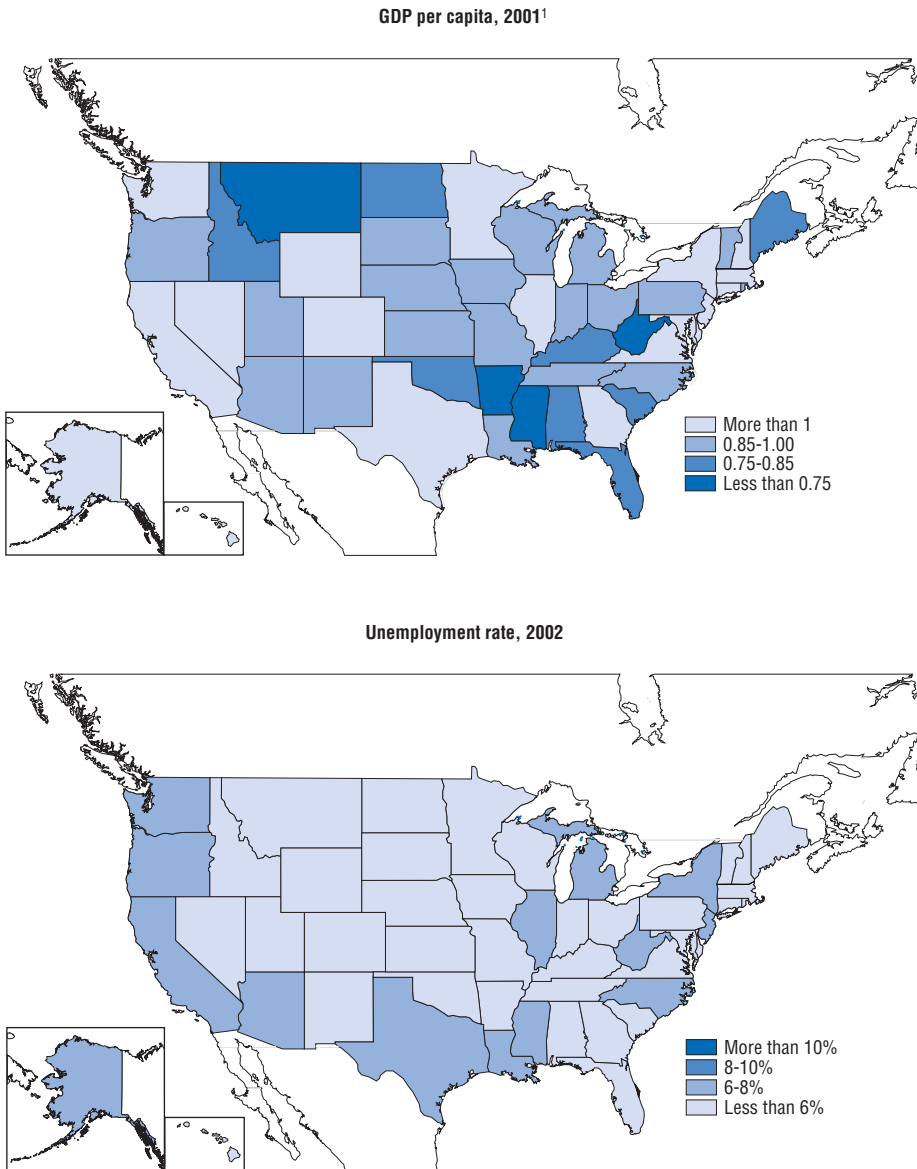 GDP per capita, 2001¹
More than 1
0.85-1.00
0.75-0.85
Less than 0.75
Unemployment rate, 2002
More than 10%
8-10%
6-8%
Less than 6%